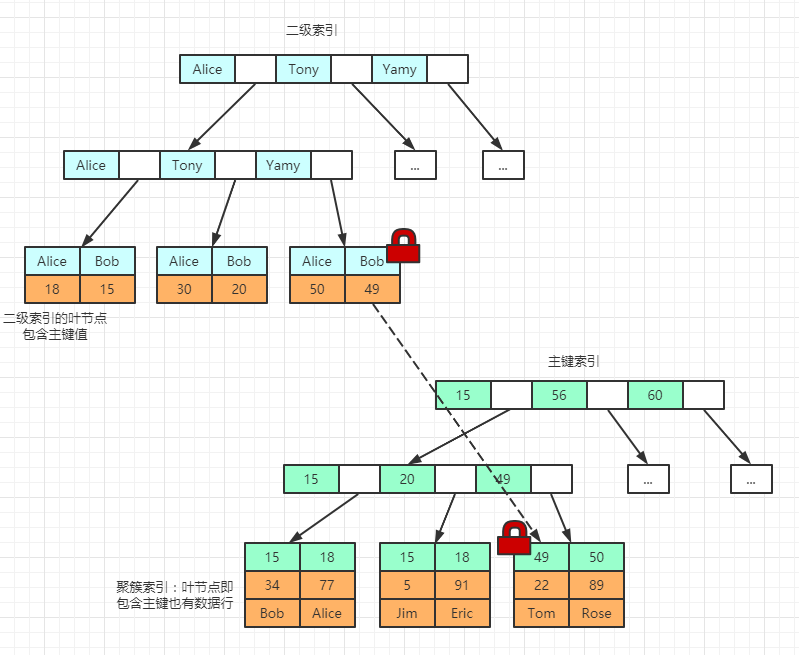 二级索引
Alice Tony Yamy
Alice Tony Yamy ... ...
Alice Bob Alice Bob Alice Bob
18 15 30 20 50 49
二级索引的叶节点
包含主键值
主键索引
15 56 60
15 20 49 ... ...
15 18 15 18 49 50
聚簇索引：叶节点即
包含主键也有数据行
34 77 5 91 22 89
Bob Alice Jim Eric Tom Rose